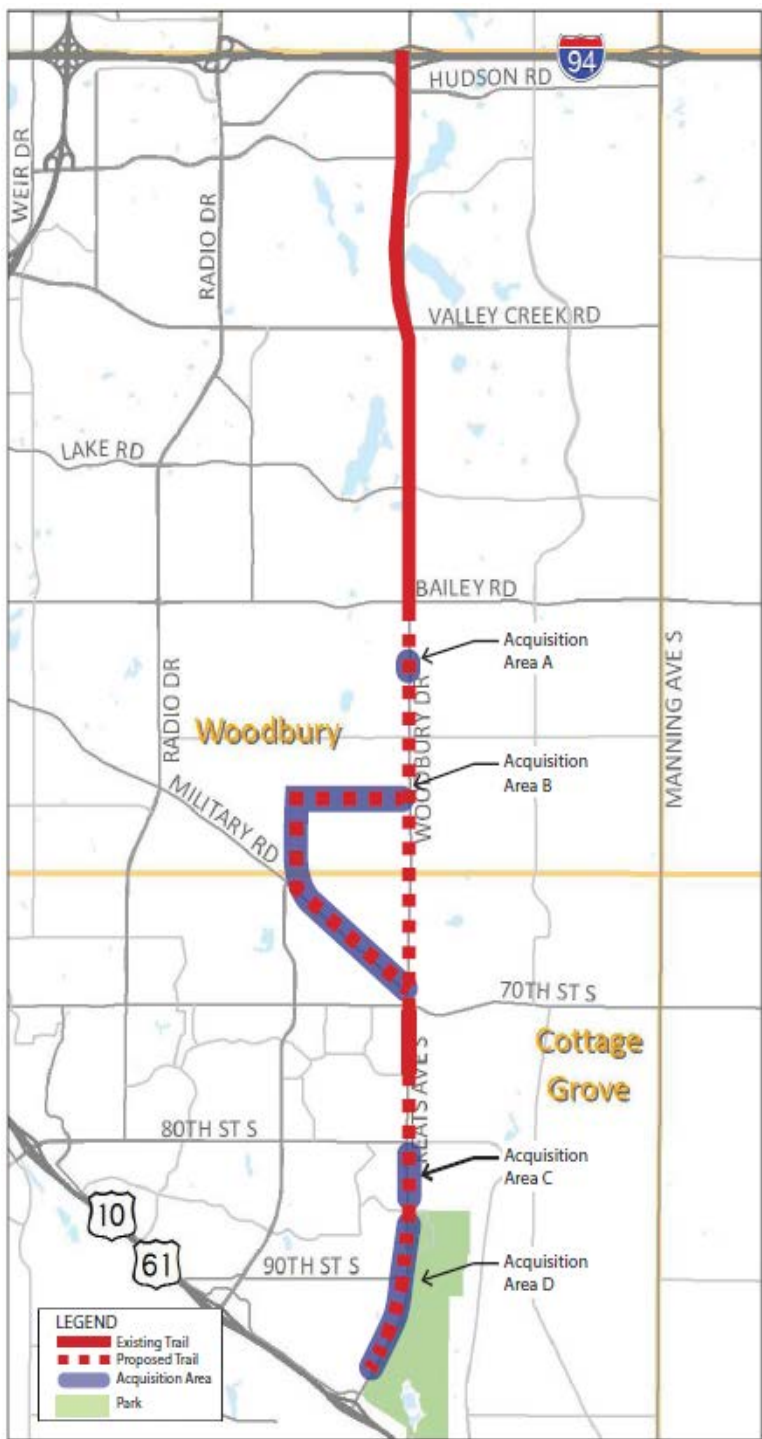 94
HUDSON RD
WEIR DR
RADIO DR
VALLEY CREEK RD
LAKE RD
BAILEY RD
Acquisition
Area A
WOODBURY DR
MANNING AVE S
RADIO DR
Woodbury
Acquisition
Area B
MILITARY RD
70TH ST S
Cottage
Grove
80TH ST S
Acquisition
Area C
10
61
90TH ST S
Acquisition
Area D
LEGEND
Existing Trail
Proposed Trail
Acquisition Area
Park